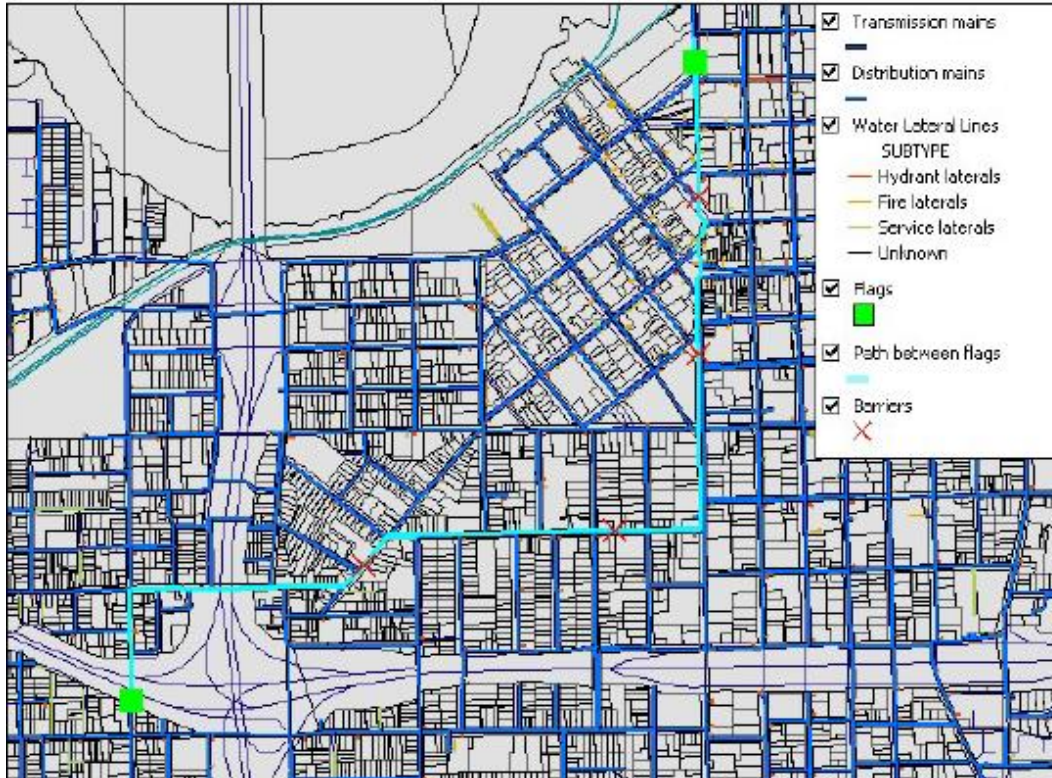 Transmission mains
Distribution mains
Water Lateral Lines
SUBTYPE
Hydrant laterals
Fire laterals
Service laterals
Unknown
Flags
Path between flags
Barriers